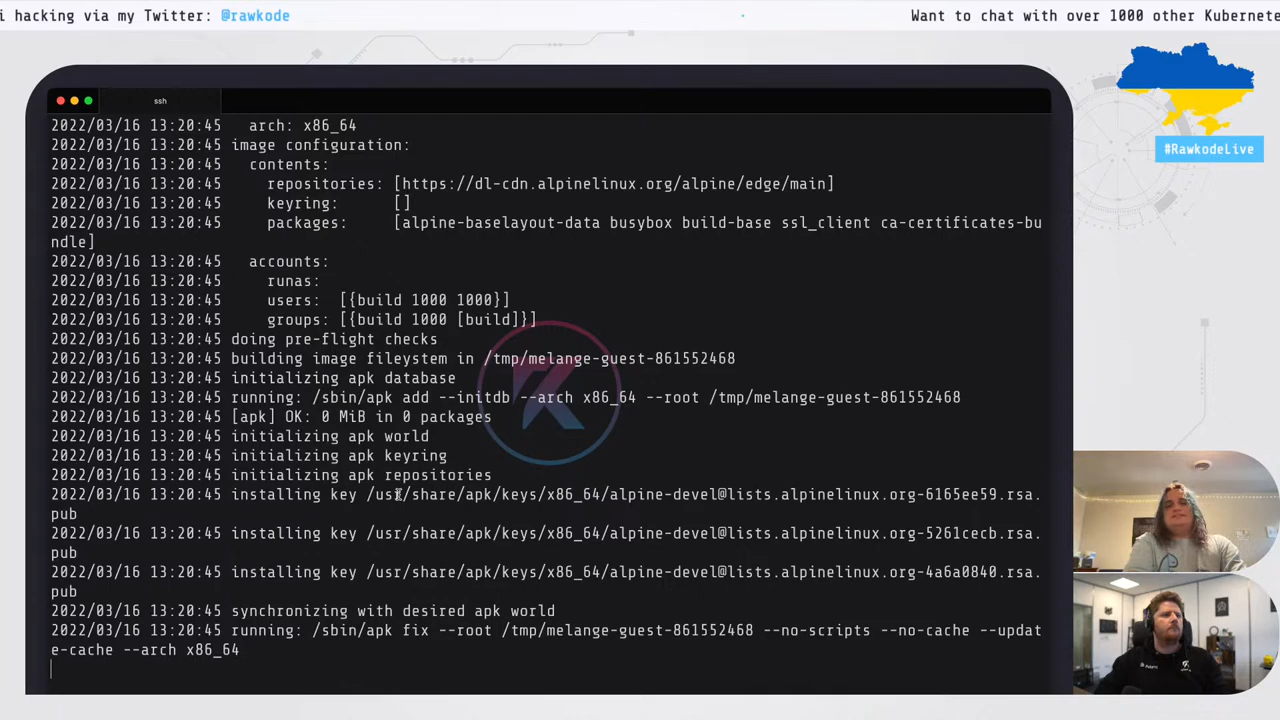 i hacking via my Twitter: @rawkode
Want to chat with over 1000 other Kubernete
#RawkodeLive
ssh
2022/03/16 13:20:45   arch: x86_64
2022/03/16 13:20:45 image configuration:
2022/03/16 13:20:45   contents:
2022/03/16 13:20:45     repositories: [https://dl-cdn.alpinelinux.org/alpine/edge/main]
2022/03/16 13:20:45     keyring:      []
2022/03/16 13:20:45     packages:     [alpine-baselayout-data busybox build-base ssl_client ca-certificates-bu
ndle]
2022/03/16 13:20:45   accounts:
2022/03/16 13:20:45     runas:
2022/03/16 13:20:45     users:  [{build 1000 1000}]
2022/03/16 13:20:45     groups: [{build 1000 [build]}]
2022/03/16 13:20:45 doing pre-flight checks
2022/03/16 13:20:45 building image fileystem in /tmp/melange-guest-861552468
2022/03/16 13:20:45 initializing apk database
2022/03/16 13:20:45 running: /sbin/apk add --initdb --arch x86_64 --root /tmp/melange-guest-861552468
2022/03/16 13:20:45 [apk] OK: 0 MiB in 0 packages
2022/03/16 13:20:45 initializing apk world
2022/03/16 13:20:45 initializing apk keyring
2022/03/16 13:20:45 initializing apk repositories
2022/03/16 13:20:45 installing key /usr/share/apk/keys/x86_64/alpine-devel@lists.alpinelinux.org-6165ee59.rsa.
pub
2022/03/16 13:20:45 installing key /usr/share/apk/keys/x86_64/alpine-devel@lists.alpinelinux.org-5261cecb.rsa.
pub
2022/03/16 13:20:45 installing key /usr/share/apk/keys/x86_64/alpine-devel@lists.alpinelinux.org-4a6a0840.rsa.
pub
2022/03/16 13:20:45 synchronizing with desired apk world
2022/03/16 13:20:45 running: /sbin/apk fix --root /tmp/melange-guest-861552468 --no-scripts --no-cache --updat
e-cache --arch x86_64